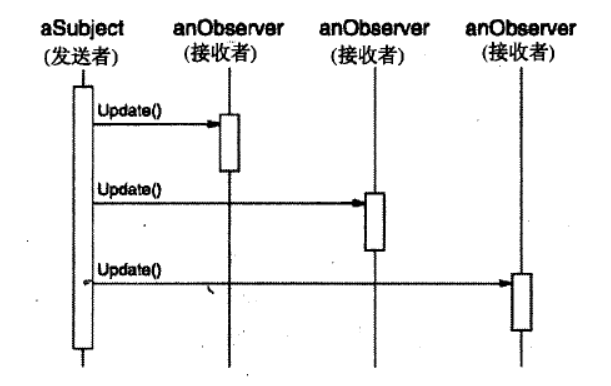 aSubject anObserver anObserver anObserver
(发送者) (接收者) (接收者) (接收者)
Update()
Update()
Update()